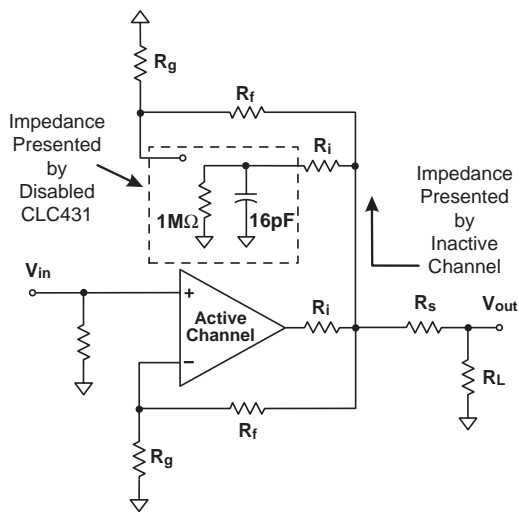 Rg
Rf
Impedance
Presented
by
Disabled
CLC431
Ri
1MΩ
16pF
Impedance
Presented
by
Inactive
Channel
Vin
+
Active
Channel
−
Ri
Rs
Vout
RL
Rf
Rg